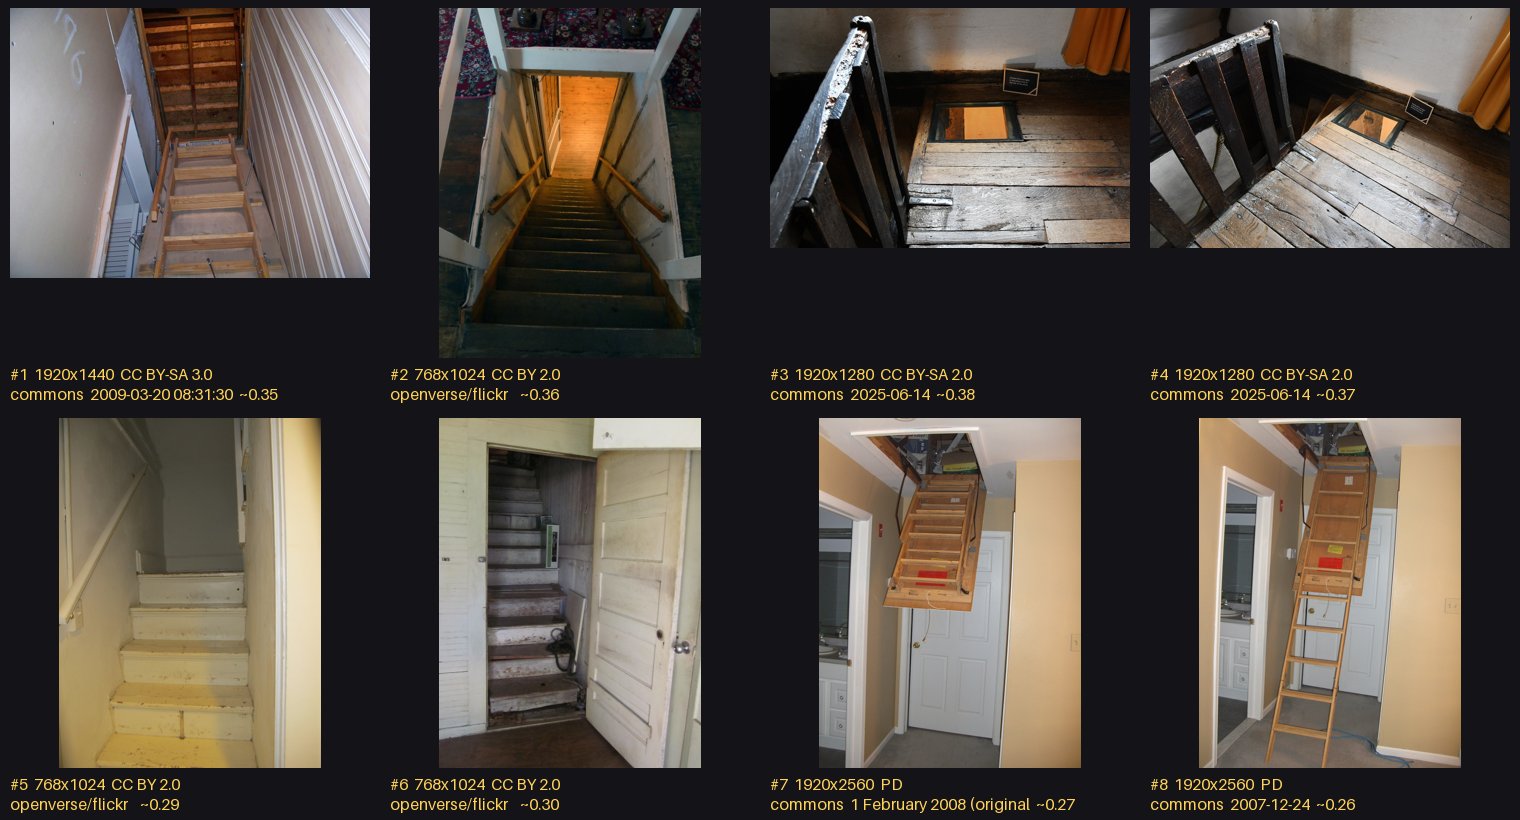 #1 1920x1440 CC BY-SA 3.0
commons 2009-03-20 08:31:30 ~0.35
#2 768x1024 CC BY 2.0
openverse/flickr ~0.36
#3 1920x1280 CC BY-SA 2.0
commons 2025-06-14 ~0.38
#4 1920x1280 CC BY-SA 2.0
commons 2025-06-14 ~0.37
#5 768x1024 CC BY 2.0
openverse/flickr ~0.29
#6 768x1024 CC BY 2.0
openverse/flickr ~0.30
#7 1920x2560 PD
commons 1 February 2008 (original ~0.27
#8 1920x2560 PD
commons 2007-12-24 ~0.26